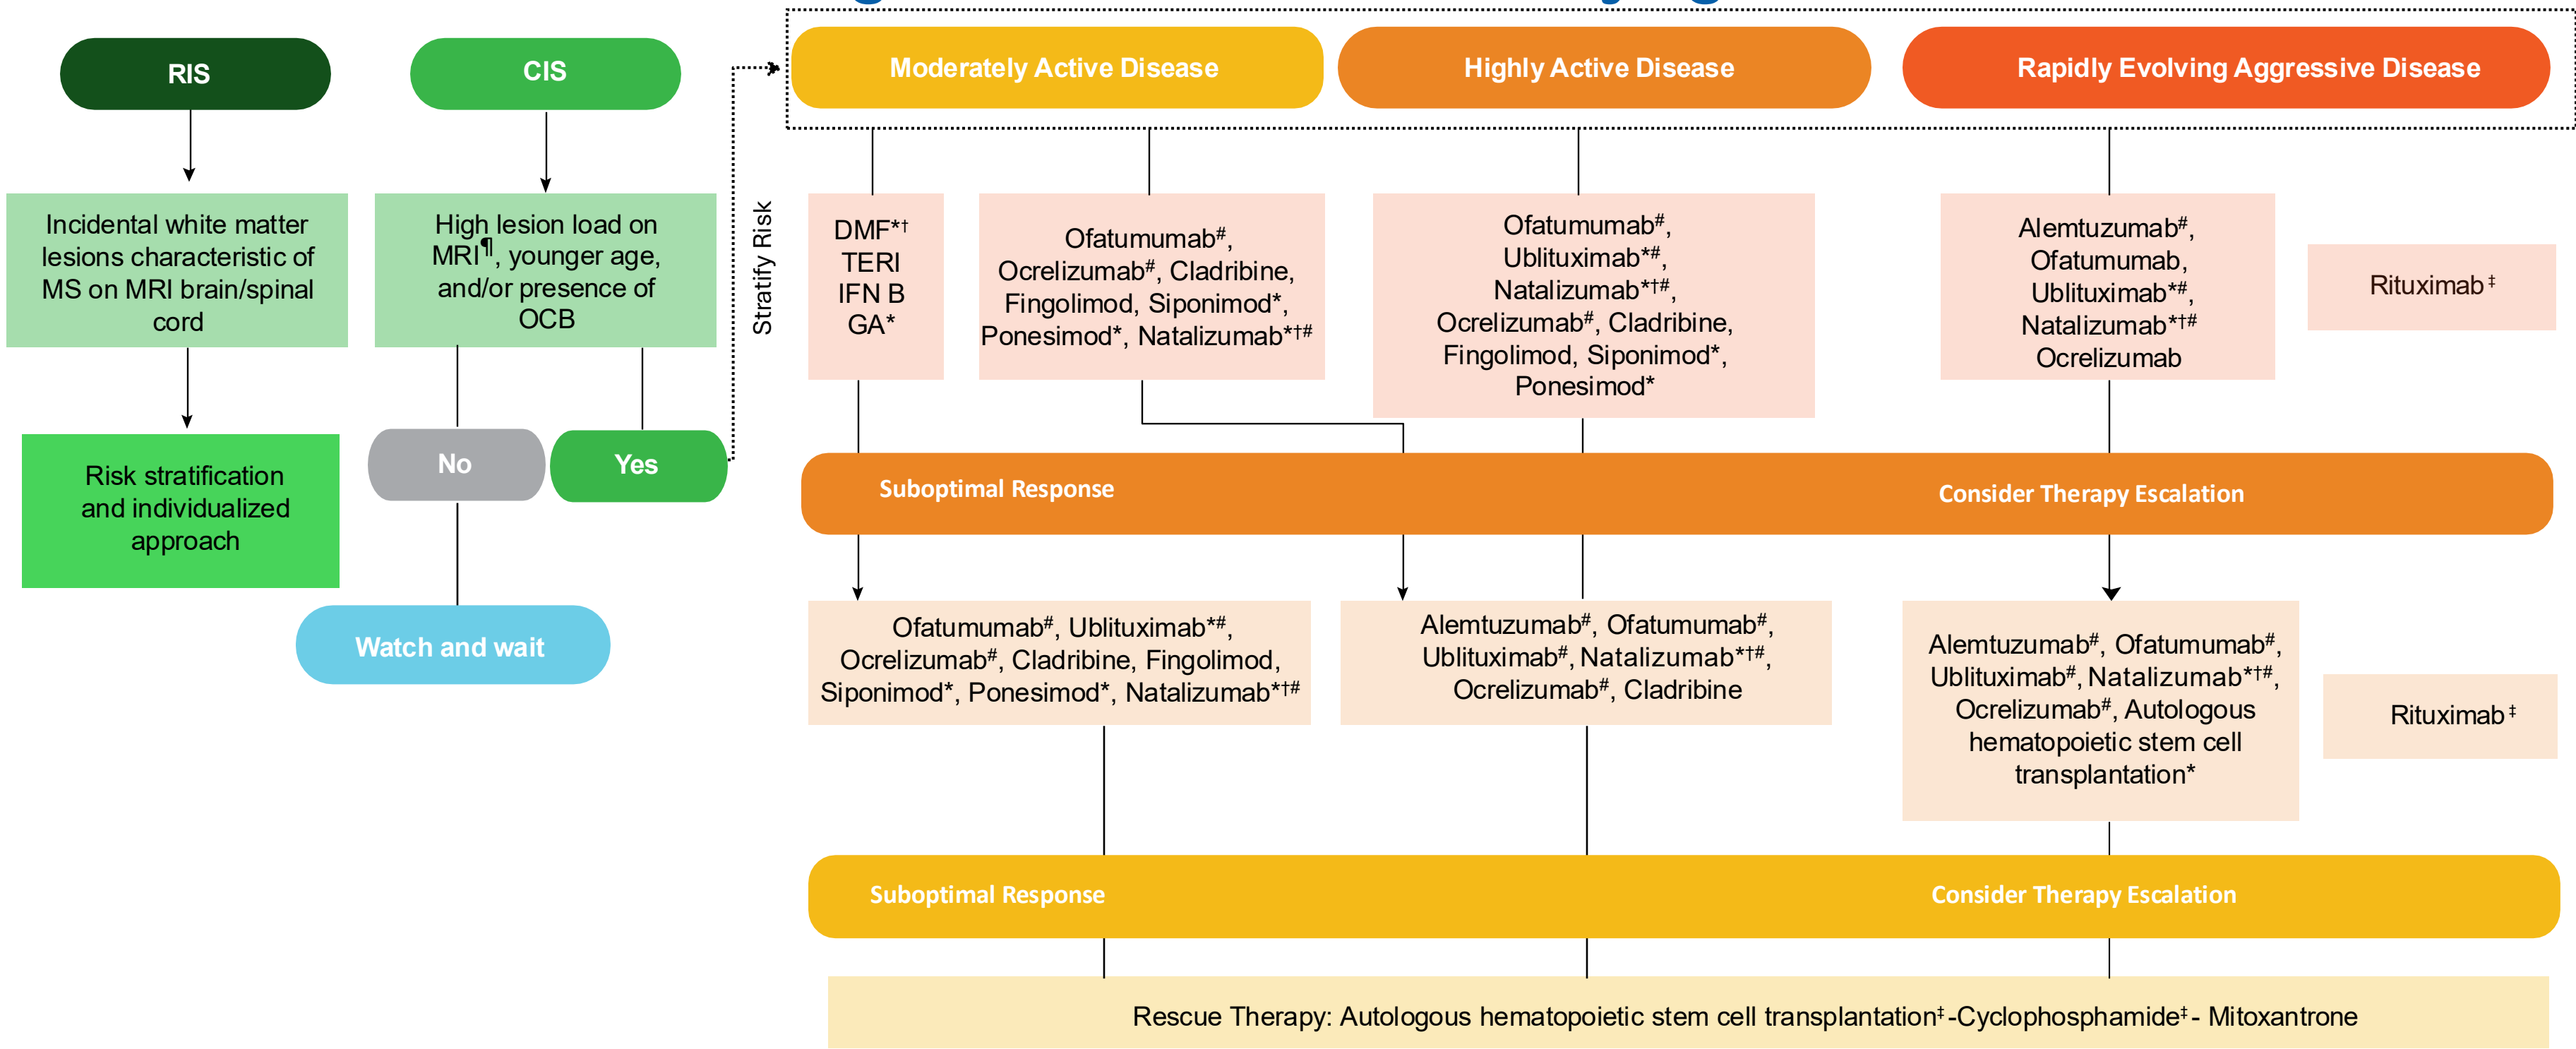 RIS
CIS
Moderately Active Disease
Highly Active Disease
Rapidly Evolving Aggressive Disease
Incidental white matter
lesions characteristic of
MS on MRI brain/spinal
cord
High lesion load on
MRI¶, younger age,
and/or presence of
OCB
Stratify Risk
DMF*†
TERI
IFN B
GA*
Ofatumumab#,
Ocrelizumab#, Cladribine,
Fingolimod, Siponimod*,
Ponesimod*, Natalizumab*†#
Ofatumumab#,
Ublituximab*#,
Natalizumab*†#,
Ocrelizumab#, Cladribine,
Fingolimod, Siponimod*,
Ponesimod*
Alemtuzumab#,
Ofatumumab,
Ublituximab*#,
Natalizumab*†#
Ocrelizumab
Rituximab‡
Risk stratification
and individualized
approach
No
Yes
Watch and wait
Suboptimal Response
Consider Therapy Escalation
Ofatumumab#, Ublituximab*#,
Ocrelizumab#, Cladribine, Fingolimod,
Siponimod*, Ponesimod*, Natalizumab*†#
Alemtuzumab#, Ofatumumab#,
Ublituximab#, Natalizumab*†#,
Ocrelizumab#, Cladribine
Alemtuzumab#, Ofatumumab#,
Ublituximab#, Natalizumab*†#,
Ocrelizumab#, Autologous
hematopoietic stem cell
transplantation*
Rituximab‡
Suboptimal Response
Consider Therapy Escalation
Rescue Therapy: Autologous hematopoietic stem cell transplantation‡-Cyclophosphamide‡- Mitoxantrone